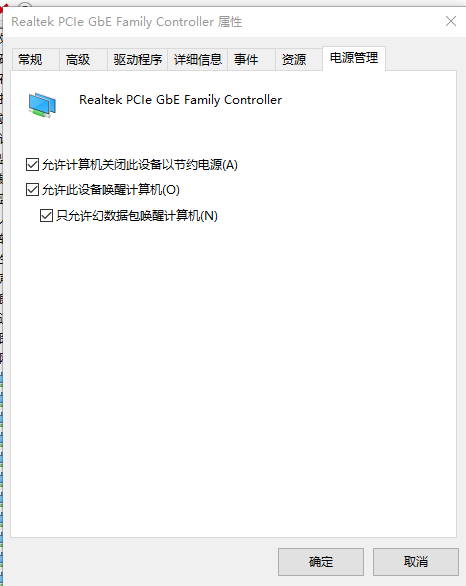 Realtek PCIe GbE Family Controller 属性
常规 高级 驱动程序 详细信息 事件 资源 电源管理
Realtek PCIe GbE Family Controller
允许计算机关闭此设备以节约电源(A)
允许此设备唤醒计算机(O)
只允许幻数据包唤醒计算机(N)
确定 取消